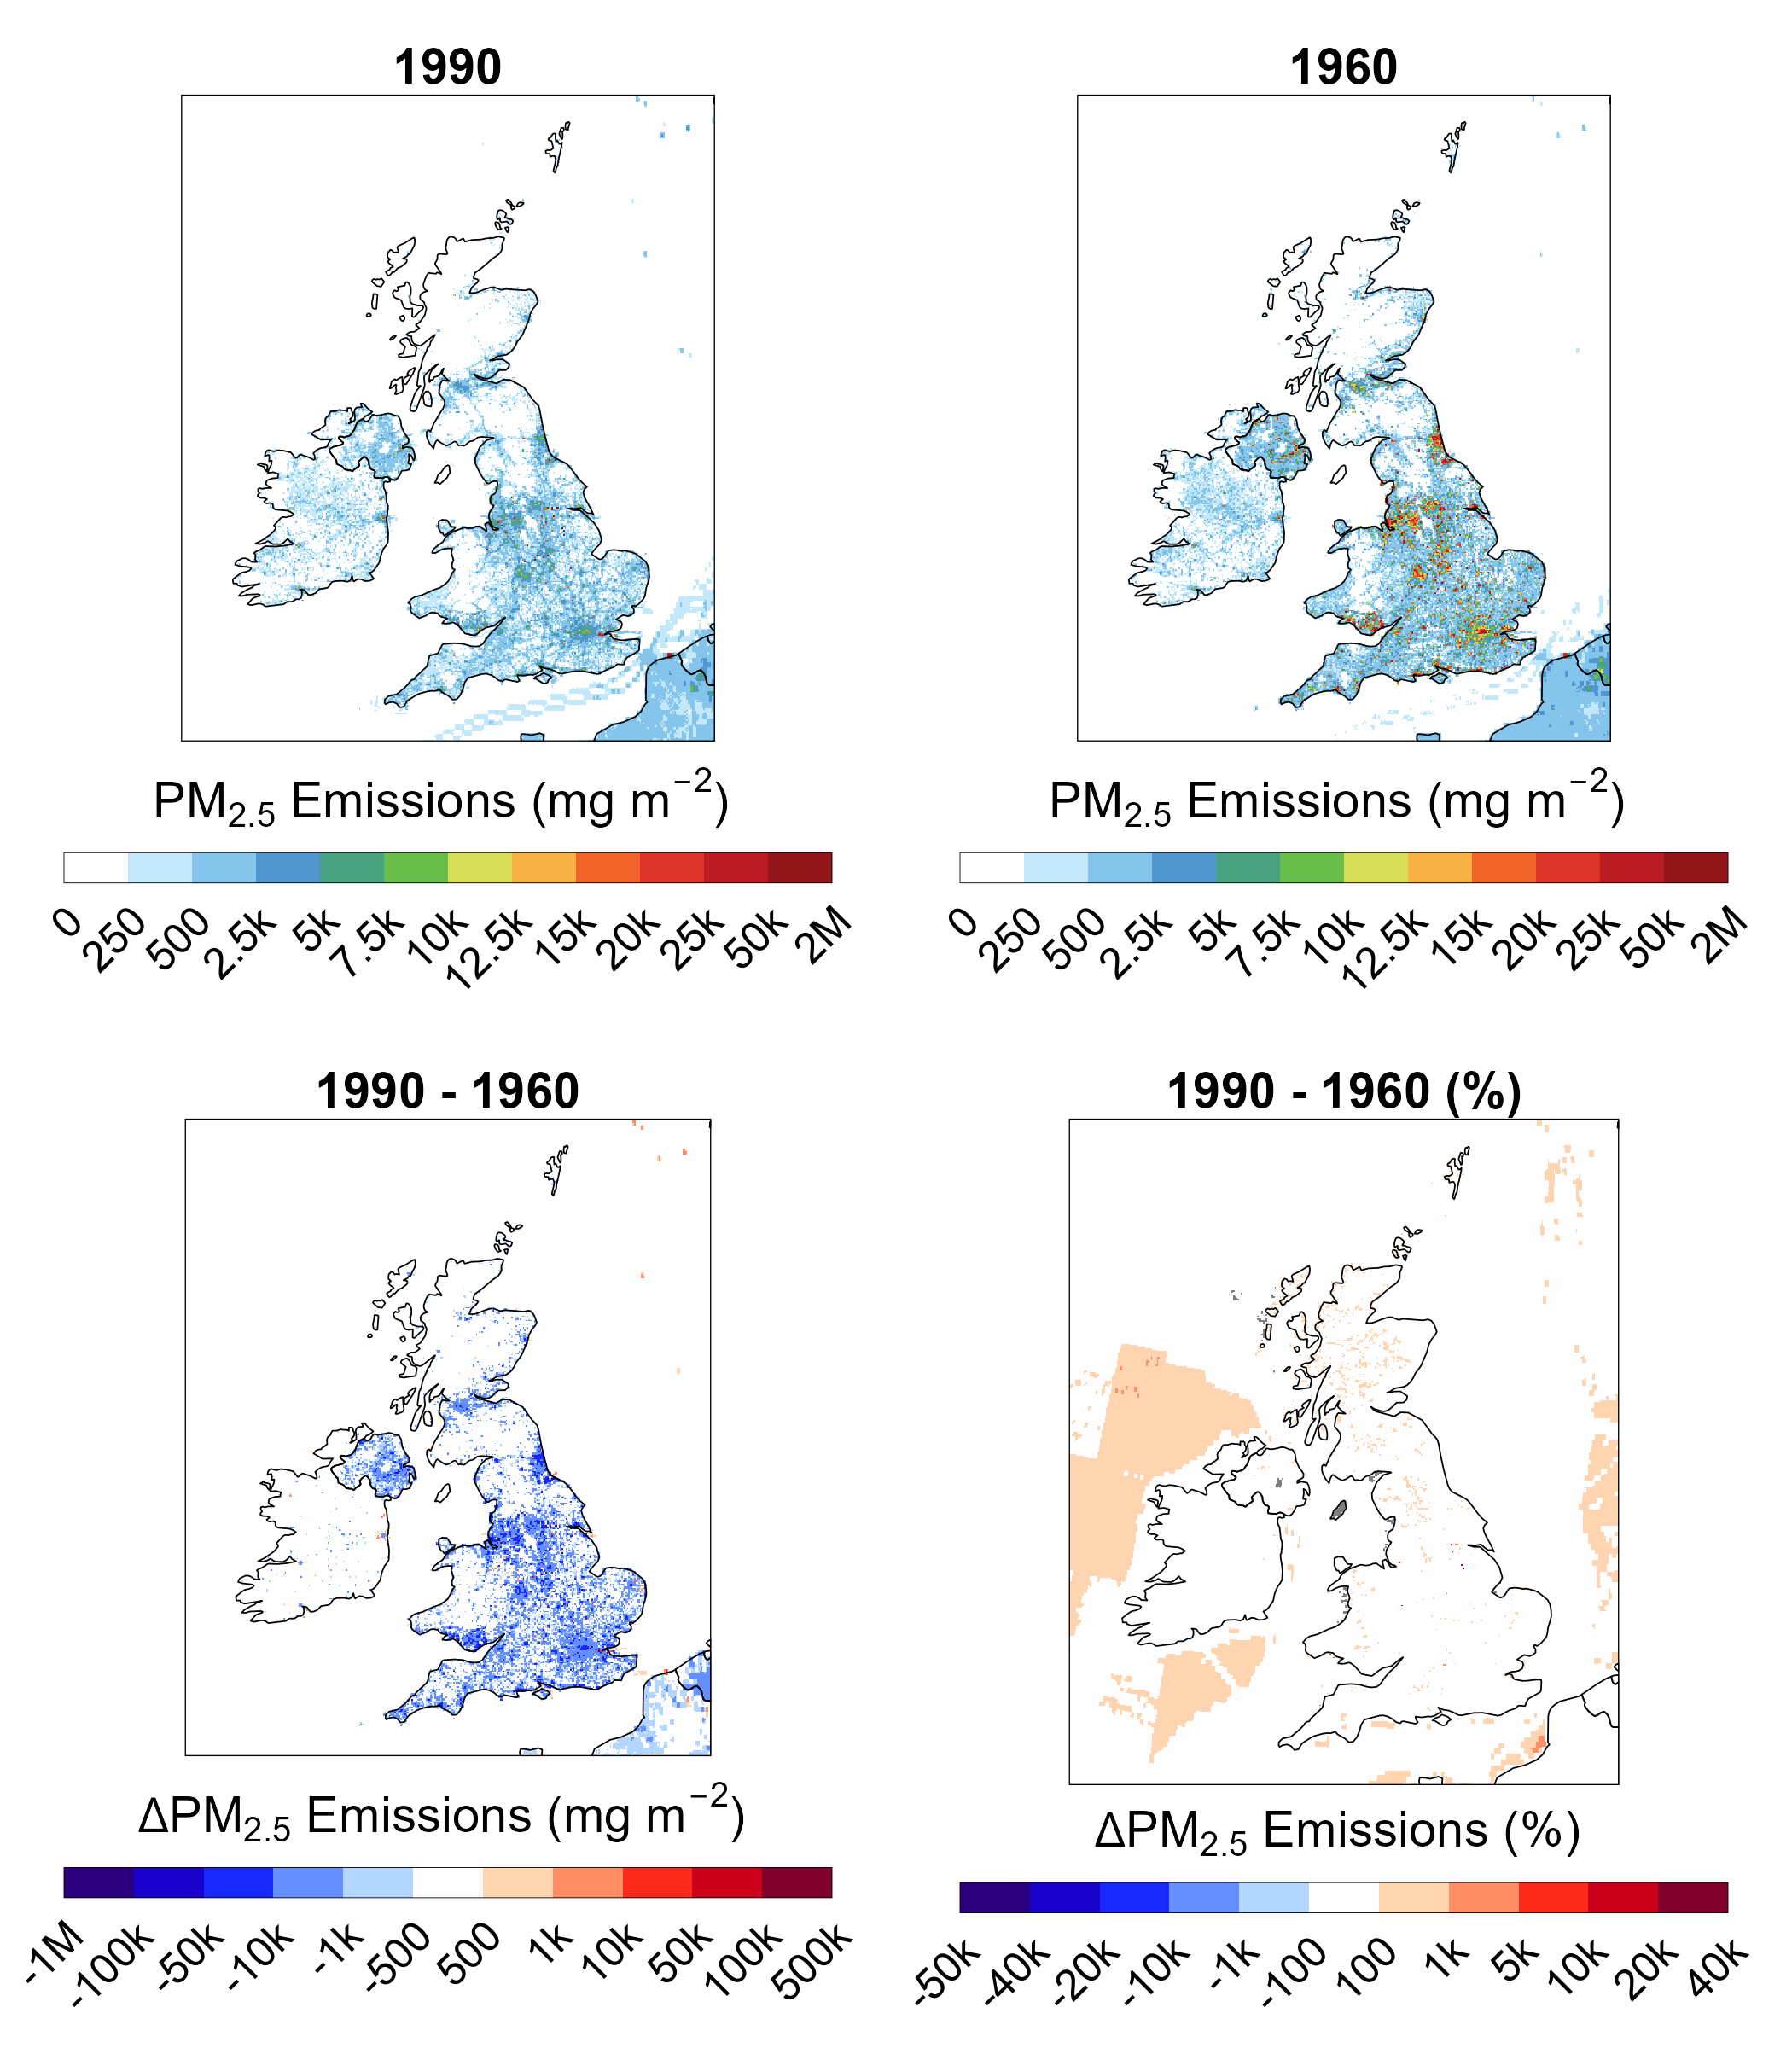 1990
1960
PM2.5 Emissions (mg m−2)
PM2.5 Emissions (mg m−2)
0 250 500 2.5k 5k 7.5k 10k 12.5k 15k 20k 25k 50k 2M
0 250 500 2.5k 5k 7.5k 10k 12.5k 15k 20k 25k 50k 2M
1990 - 1960
1990 - 1960 (%)
ΔPM2.5 Emissions (mg m−2)
ΔPM2.5 Emissions (%)
-1M -100k -50k -10k -1k -500 500 1k 10k 50k 100k 500k
-50k -40k -20k -10k -1k -100 100 1k 5k 10k 20k 40k